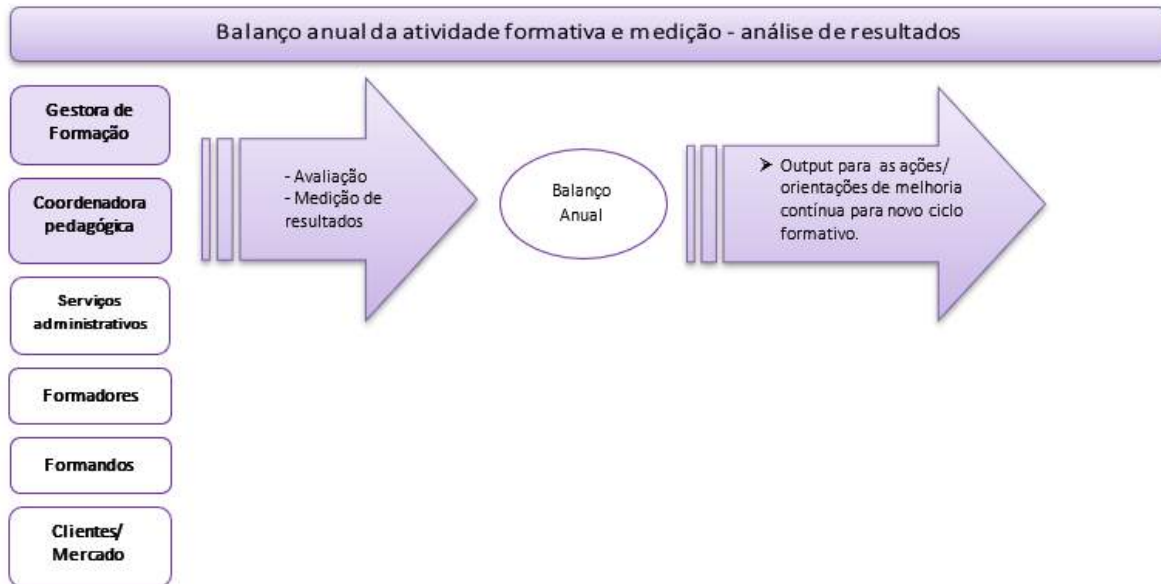 Balanço anual da atividade formativa e medição - análise de resultados
Gestora de
Formação
Coordenadora
pedagógica
Serviços
administrativos
Formadores
Formandos
Clientes/
Mercado
- Avaliação
- Medição de
resultados
Balanço
Anual
➤ Output para as ações/
orientações de melhoria
contínua para novo ciclo
formativo.